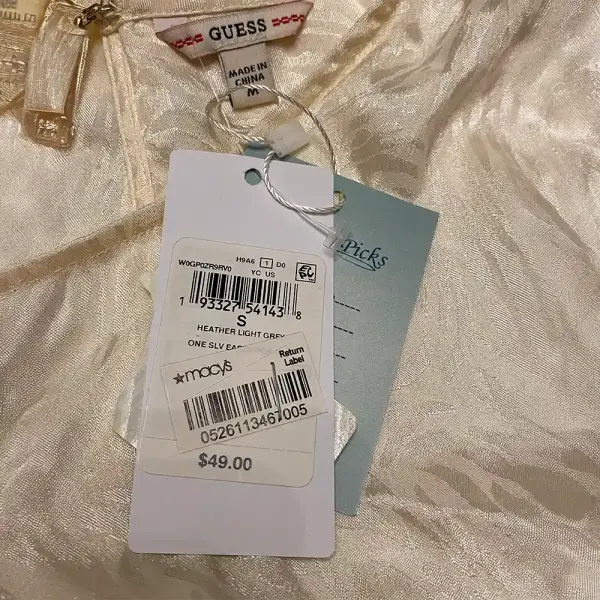 GUESS
MADE IN
CHINA
M
Picks
H9A6 1 D0
W0GP0ZR9RV0
YC US
1 93327 54143 8
S
HEATHER LIGHT GREY
ONE SLV
macy's
Return
Label
0526113467005
$49.00